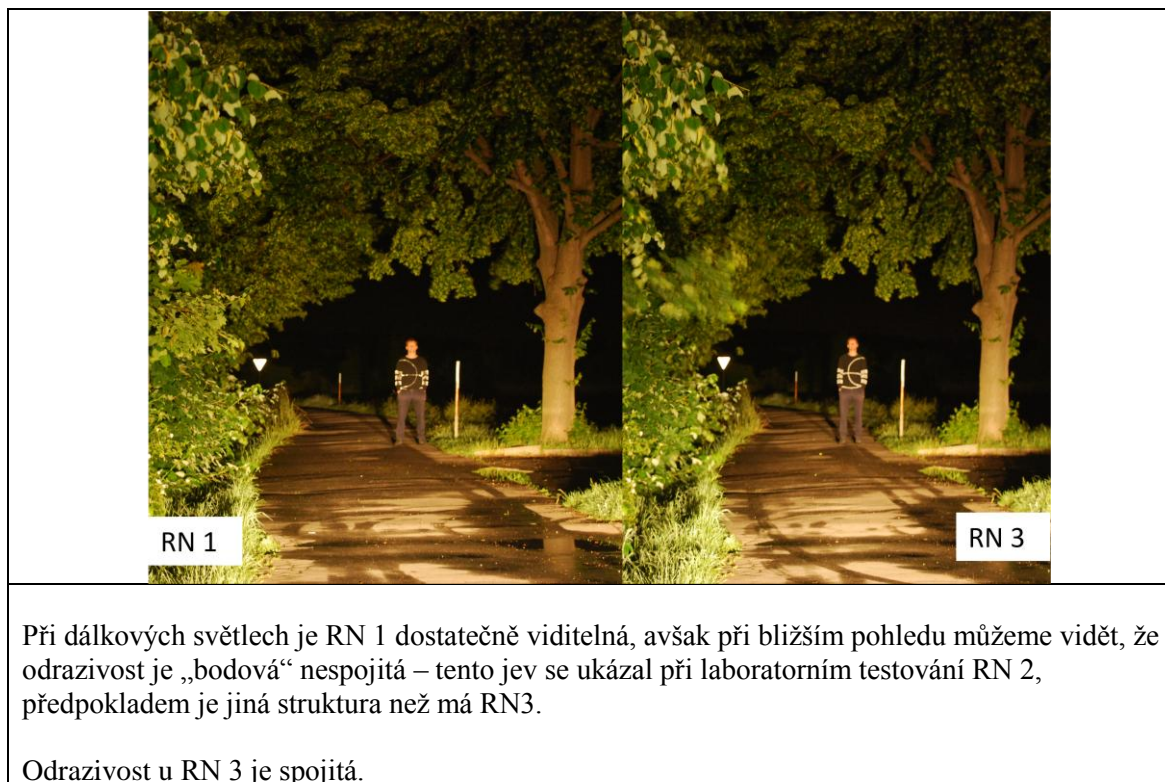 RN 1
RN 3
Při dálkových světlech je RN 1 dostatečně viditelná, avšak při bližším pohledu můžeme vidět, že
odrazivost je „bodová“ nespojitá – tento jev se ukázal při laboratorním testování RN 2,
předpokladem je jiná struktura než má RN3.
Odrazivost u RN 3 je spojitá.